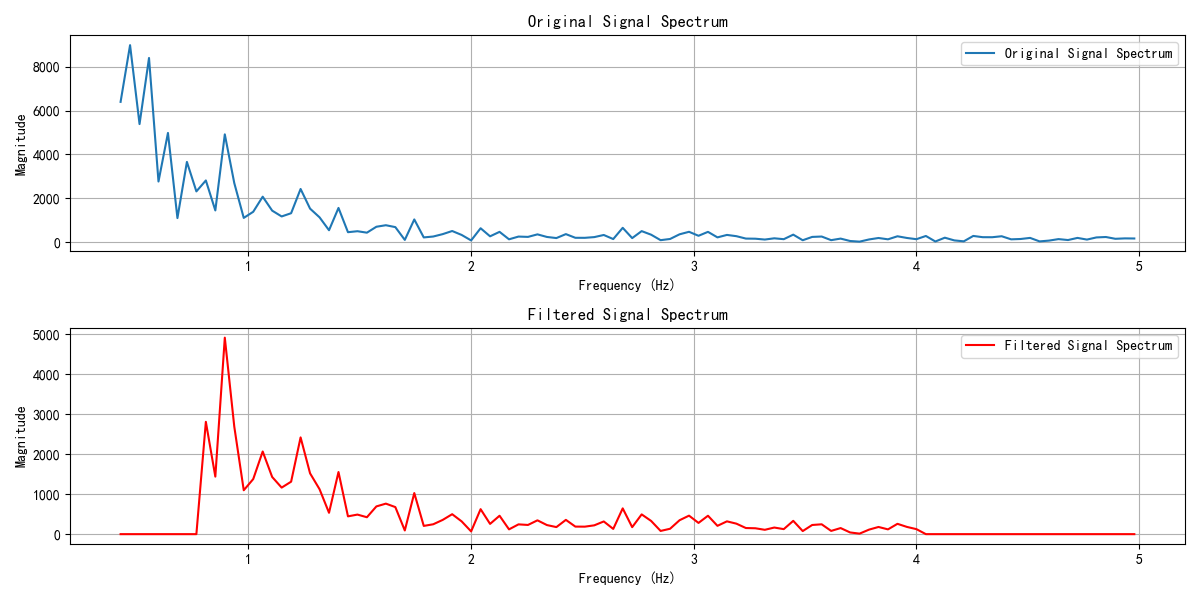 Original Signal Spectrum
Original Signal Spectrum
Magnitude
8000
6000
4000
2000
0
1 2 3 4 5
Frequency (Hz)
Filtered Signal Spectrum
Filtered Signal Spectrum
Magnitude
5000
4000
3000
2000
1000
0
1 2 3 4 5
Frequency (Hz)